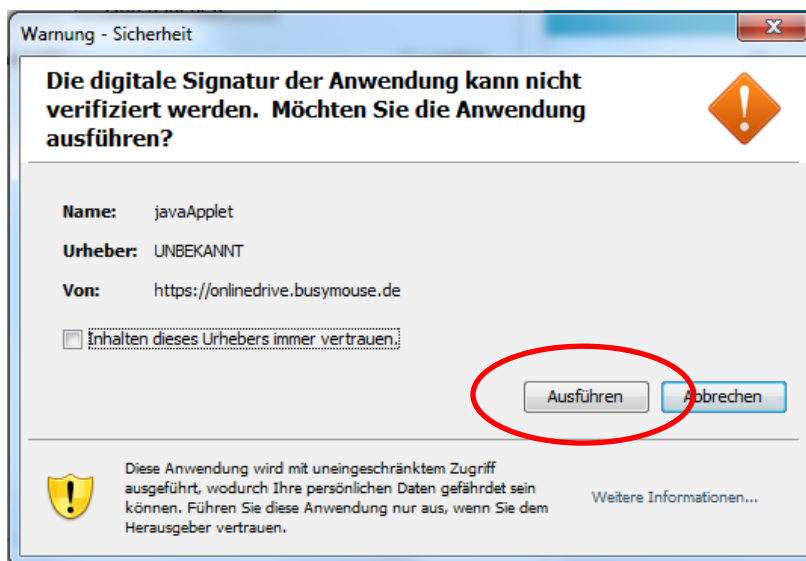 Warnung - Sicherheit
Die digitale Signatur der Anwendung kann nicht
verifiziert werden. Möchten Sie die Anwendung
ausführen?
Name: javaApplet
Urheber: UNBEKANNT
Von: https://onlinedrive.busymouse.de
Inhalten dieses Urhebers immer vertrauen.
Ausführen Abbrechen
Diese Anwendung wird mit uneingeschränktem Zugriff
ausgeführt, wodurch Ihre persönlichen Daten gefährdet sein
können. Führen Sie diese Anwendung nur aus, wenn Sie dem
Herausgeber vertrauen.
Weitere Informationen...